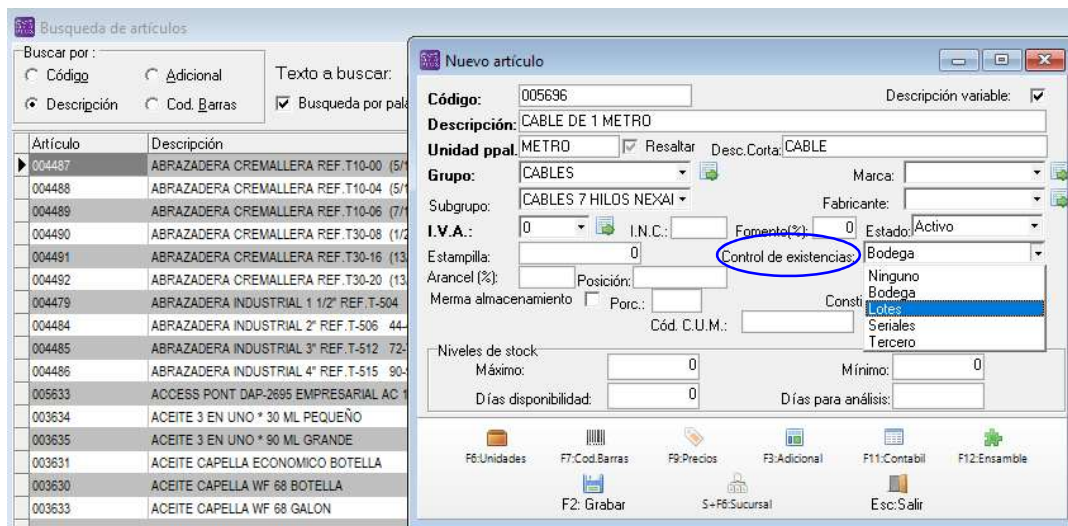 Busqueda de artículos
Buscar por :
Código
Adicional
Texto a buscar:
Descripción
Cod. Barras
Busqueda por pala
Artículo Descripción
004487 ABRAZADERA CREMALLERA REF.T10-00 (5/1
004488 ABRAZADERA CREMALLERA REF.T10-04 (5/1
004489 ABRAZADERA CREMALLERA REF.T10-06 (7/1
004490 ABRAZADERA CREMALLERA REF.T30-08 (1/2
004491 ABRAZADERA CREMALLERA REF.T30-16 (13/
004492 ABRAZADERA CREMALLERA REF.T30-20 (13/
004479 ABRAZADERA INDUSTRIAL 1 1/2" REF.T-504
004484 ABRAZADERA INDUSTRIAL 2" REF.T-506 44-
004485 ABRAZADERA INDUSTRIAL 3" REF.T-512 72-
004486 ABRAZADERA INDUSTRIAL 4" REF.T-515 90-
005633 ACCESS PONT DAP-2695 EMPRESARIAL AC 1
003634 ACEITE 3 EN UNO * 30 ML PEQUEÑO
003635 ACEITE 3 EN UNO * 90 ML GRANDE
003631 ACEITE CAPELLA ECONOMICO BOTELLA
003630 ACEITE CAPELLA WF 68 BOTELLA
003633 ACEITE CAPELLA WF 68 GALON
Nuevo artículo
Código: 005696 Descripción variable:
Descripción: CABLE DE 1 METRO
Unidad ppal. METRO Resaltar Desc.Corta: CABLE
Grupo: CABLES Marca:
Subgrupo: CABLES 7 HILOS NEXAI Fabricante:
I.V.A.: 0 I.N.C.: Fomento(%): 0 Estado: Activo
Estampilla: 0 Control de existencias: Bodega
Arancel (%): Posición: Ninguno
Bodega
Merma almacenamiento Porc.: Consti Lotes
Cód. C.U.M.: Seriales
Tercero
Niveles de stock
Máximo: 0 Mínimo: 0
Días disponibilidad: 0 Días para análisis:
F6:Unidades F7:Cod.Barras F9:Precios F3:Adicional F11:Contabil F12:Ensamble
F2: Grabar S+F6:Sucursal Esc:Salir